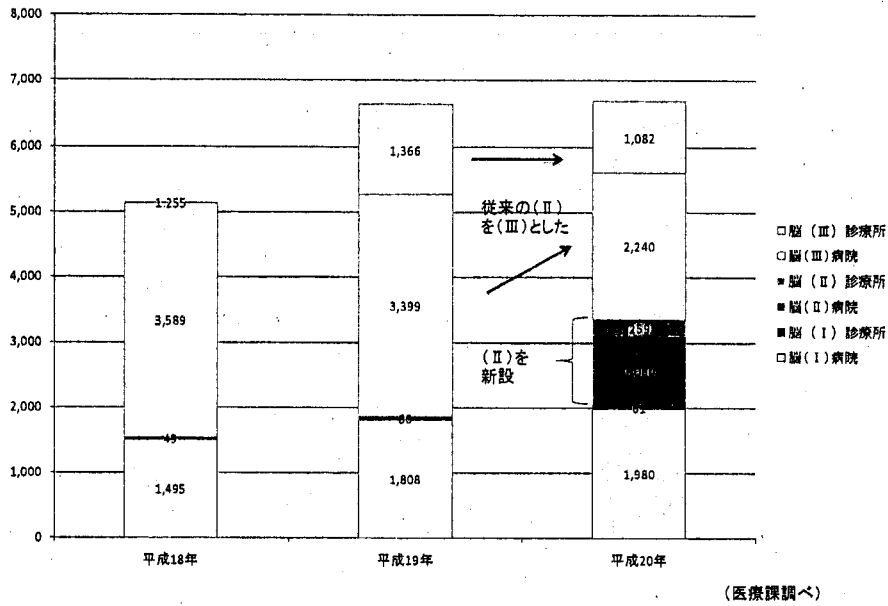 8,000
7,000
6,000
5,000
4,000
3,000
2,000
1,000
0
1,255
3,589
49
1,495
平成18年
1,366
3,399
1,808
平成19年
1,082
2,240
1,980
平成20年
従来の(Ⅱ)
を(Ⅲ)とした
(Ⅱ)を
新設
脳(Ⅲ)診療所
脳(Ⅲ)病院
脳(Ⅱ)診療所
脳(Ⅱ)病院
脳(Ⅰ)診療所
脳(Ⅰ)病院
(医療課調べ)